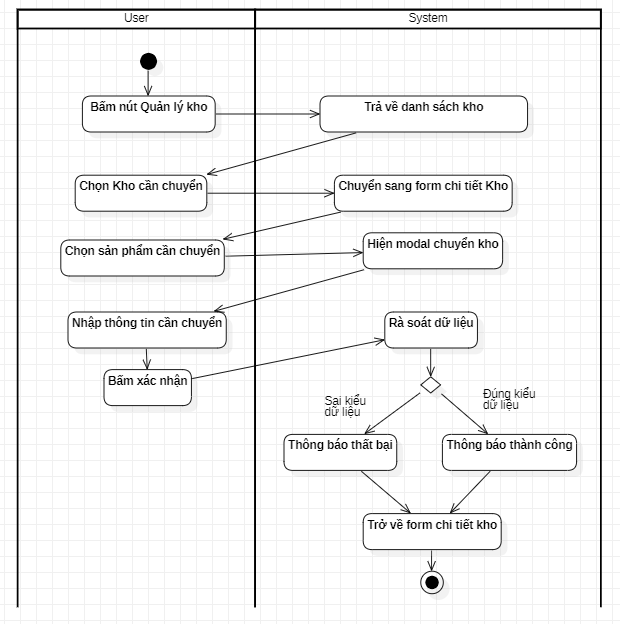 User
System
Bấm nút Quản lý kho
Trả về danh sách kho
Chọn Kho cần chuyển
Chuyển sang form chi tiết Kho
Chọn sản phẩm cần chuyển
Hiện modal chuyển kho
Nhập thông tin cần chuyển
Rà soát dữ liệu
Bấm xác nhận
Sai kiểu
dữ liệu
Đúng kiểu
dữ liệu
Thông báo thất bại
Thông báo thành công
Trở về form chi tiết kho